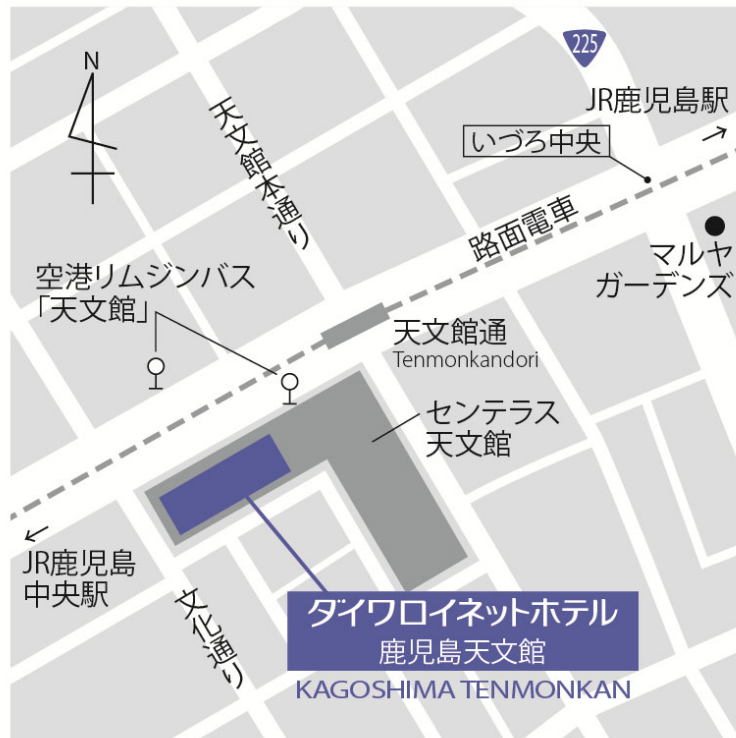 N
225
JR鹿児島駅
いづろ中央
天文館本通り
路面電車
マルヤ
ガーデンズ
空港リムジンバス
「天文館」
天文館通
Tenmonkandori
センテラス
天文館
JR鹿児島
中央駅
文化通り
ダイワロイネットホテル
鹿児島天文館
KAGOSHIMA TENMONKAN